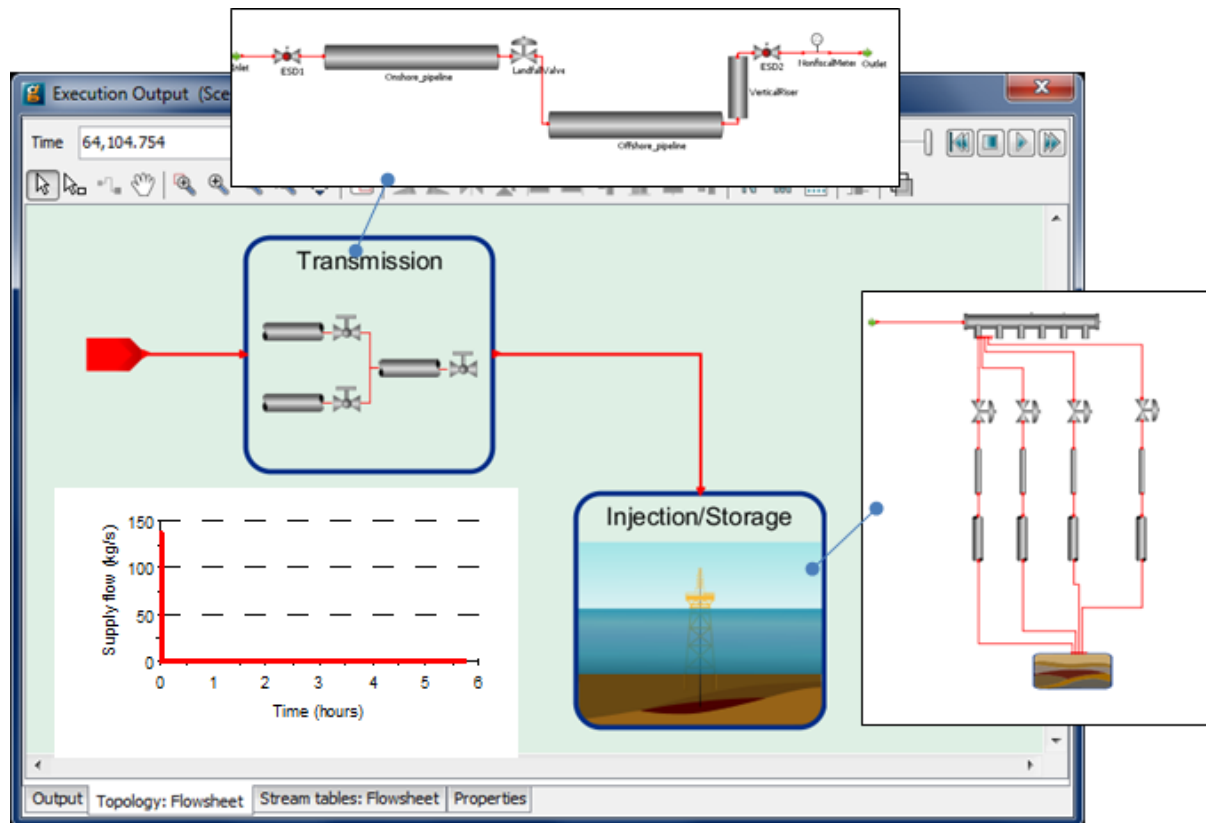 Inlet
ESD1
Onshore_pipeline
LandfallValve
Offshore_pipeline
VerticalRiser
ESD2
NonfiscalMeter
Outlet
Execution Output (Sce
Time 64,104.754
Transmission
Injection/Storage
Supply flow (kg/s)
150
100
50
0
0 1 2 3 4 5 6
Time (hours)
Output Topology: Flowsheet Stream tables: Flowsheet Properties